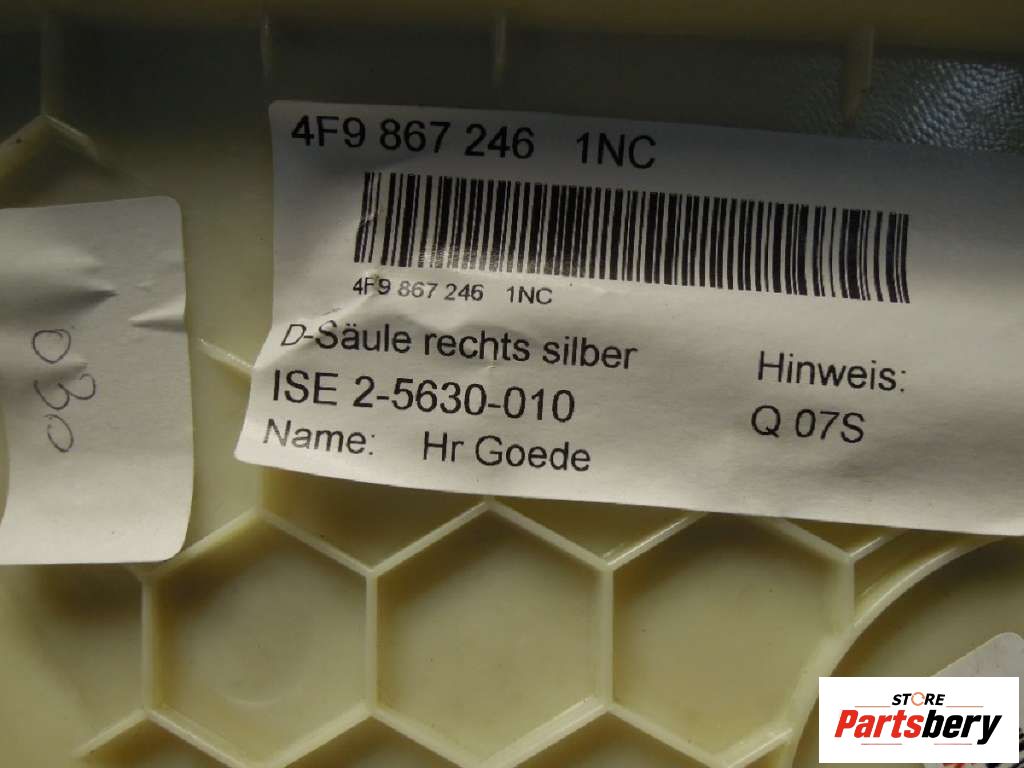 4F9 867 246 1NC
4F9 867 246 1NC
D-Säule rechts silber
ISE 2-5630-010
Name: Hr Goede
Hinweis:
Q 07S
030
STORE
Partsbery